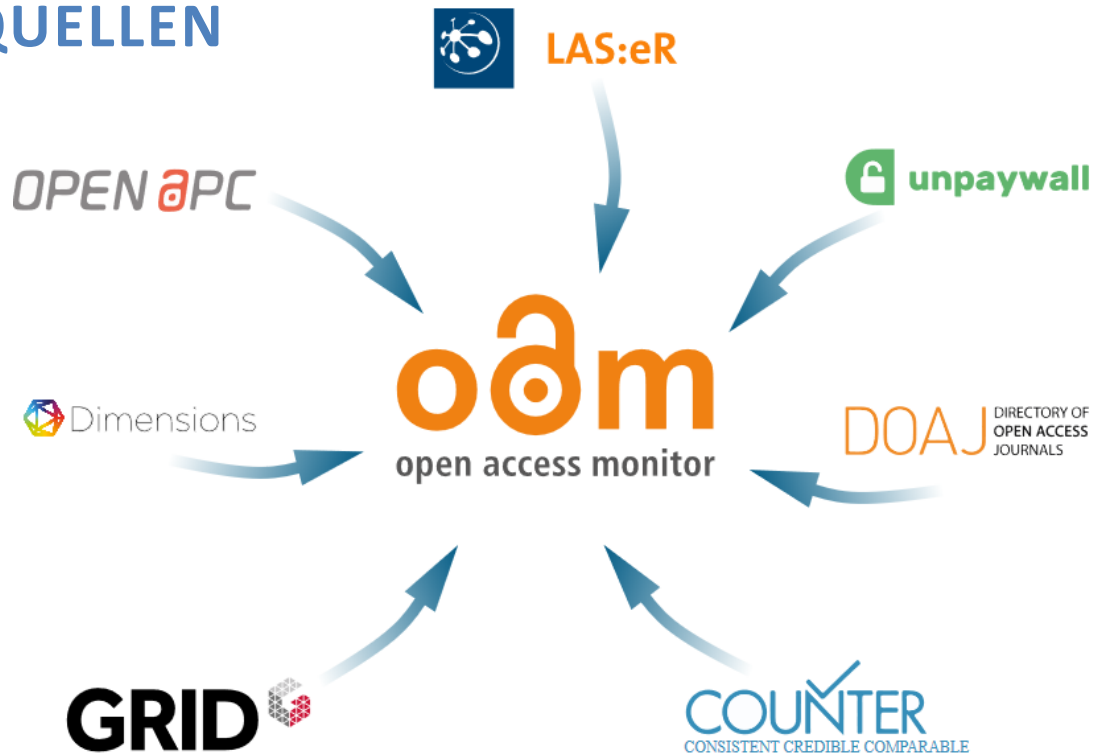 QUELLEN
LAS:eR
OPEN aPC
unpaywall
oam
open access monitor
Dimensions
DOAJ
DIRECTORY OF
OPEN ACCESS
JOURNALS
GRID
COUNTER
CONSISTENT CREDIBLE COMPARABLE